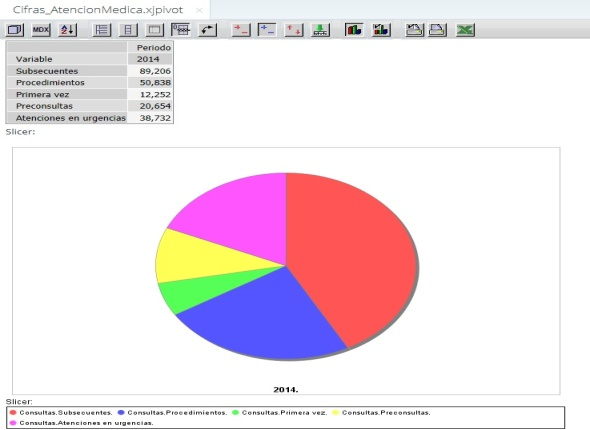 Cifras_AtencionMedica.xjpivot ×
MDX
Periodo
Variable 2014
Subsecuentes 89,206
Procedimientos 50,838
Primera vez 12,252
Preconsultas 20,654
Atenciones en urgencias 38,732
Slicer:
2014.
Slicer:
Consultas.Subsecuentes. Consultas.Procedimientos. Consultas.Primera vez. Consultas.Preconsultas.
Consultas.Atenciones en urgencias.